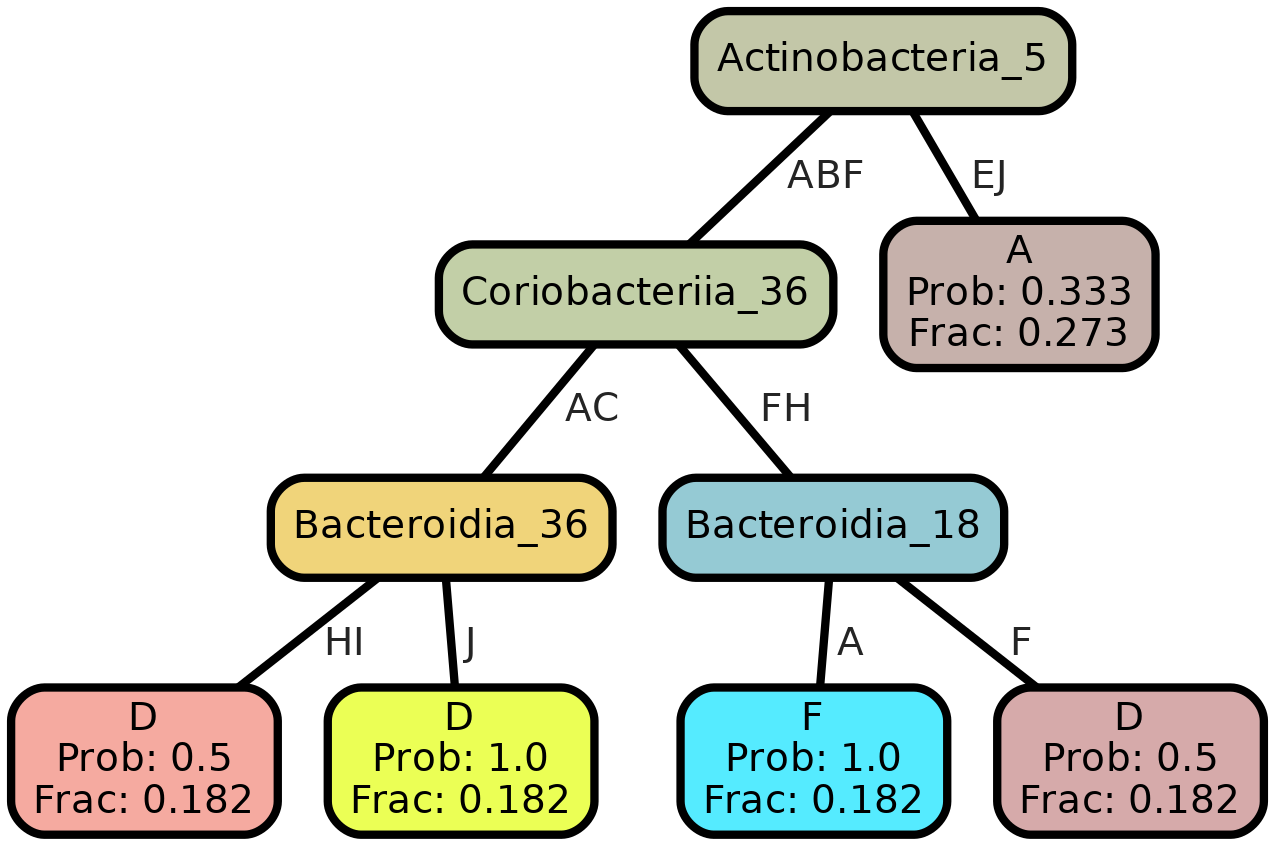 Actinobacteria_5
ABF
EJ
Coriobacteriia_36
A
Prob: 0.333
Frac: 0.273
AC
FH
Bacteroidia_36
Bacteroidia_18
HI
J
A
F
D
Prob: 0.5
Frac: 0.182
D
Prob: 1.0
Frac: 0.182
F
Prob: 1.0
Frac: 0.182
D
Prob: 0.5
Frac: 0.182